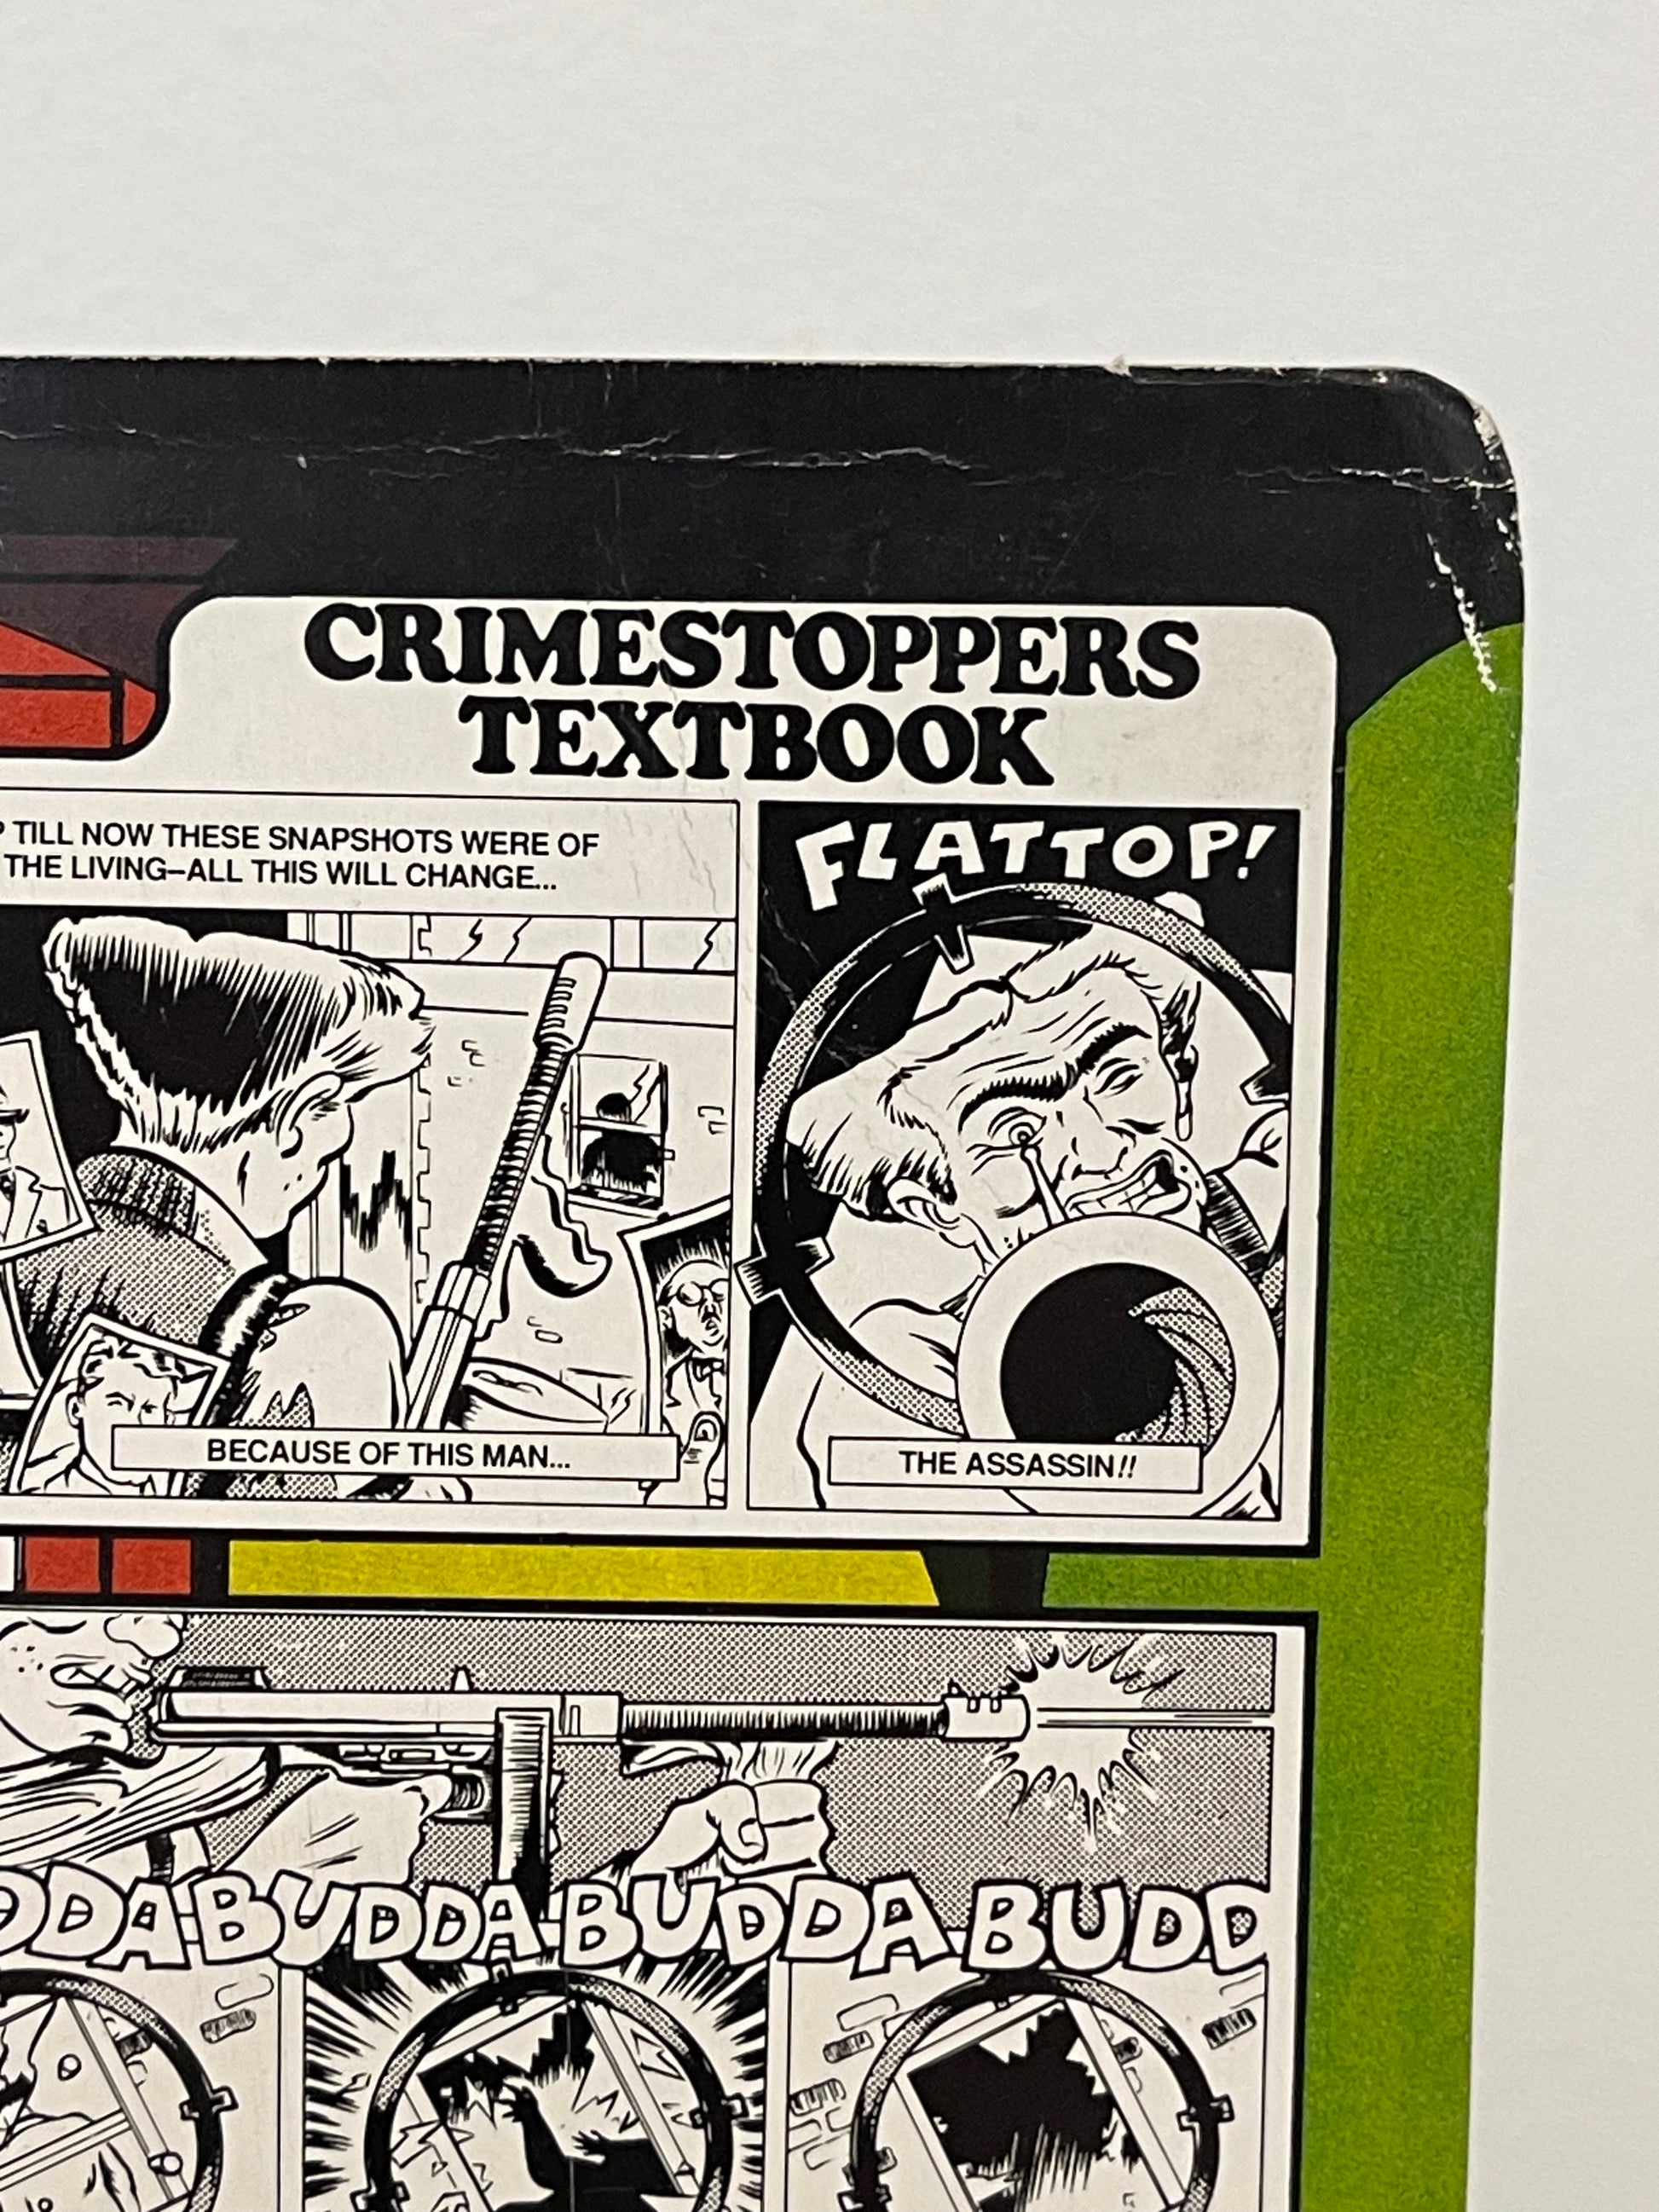 CRIMESTOPPERS
TEXTBOOK
TILL NOW THESE SNAPSHOTS WERE OF
THE LIVING–ALL THIS WILL CHANGE...
BECAUSE OF THIS MAN...
FLATTOP!
THE ASSASSIN!!
DDA-BUDDA-BUDDA-BUDD